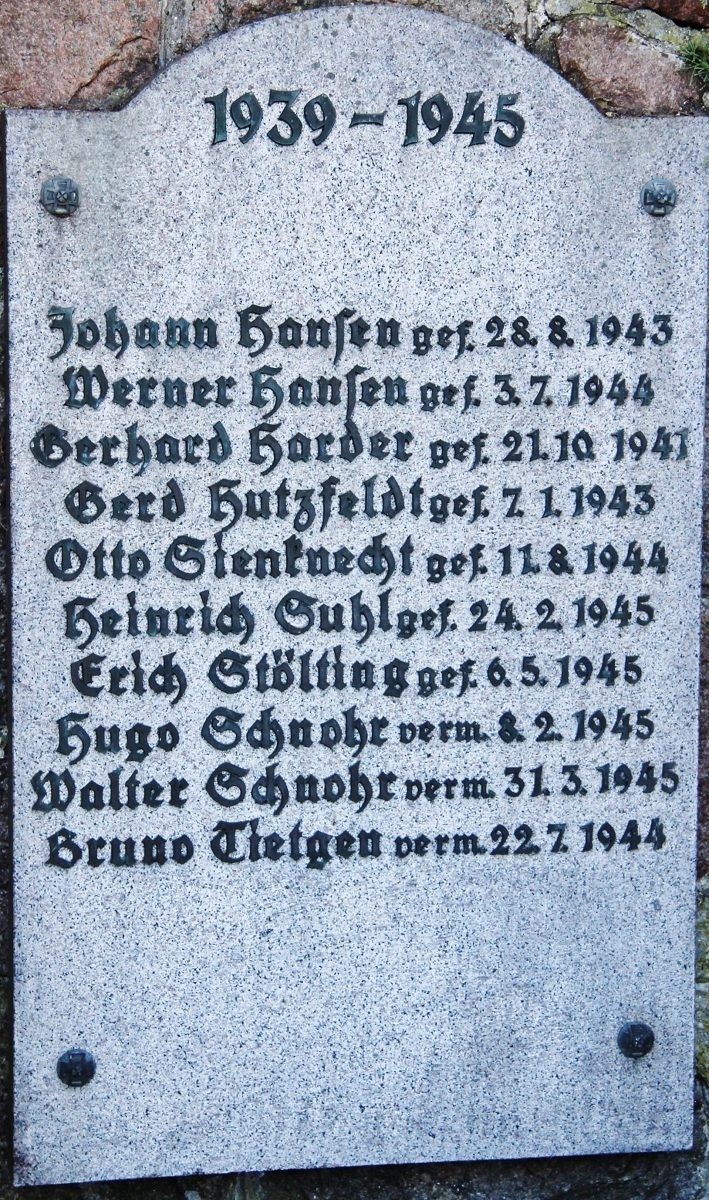 1939 – 1945
Johann Hansen gef. 28. 8. 1943
Werner Hansen gef. 3. 7. 1944
Gerhard Harder gef. 21. 10. 1941
Gerd Hutzfeldt gef. 7. 1. 1943
Otto Sienknecht gef. 11. 8. 1944
Heinrich Suhl gef. 24. 2. 1945
Erich Stölting gef. 6. 5. 1945
Hugo Schnohr verm. 8. 2. 1945
Walter Schnohr verm. 31. 3. 1945
Bruno Tietgen verm. 22. 7. 1944